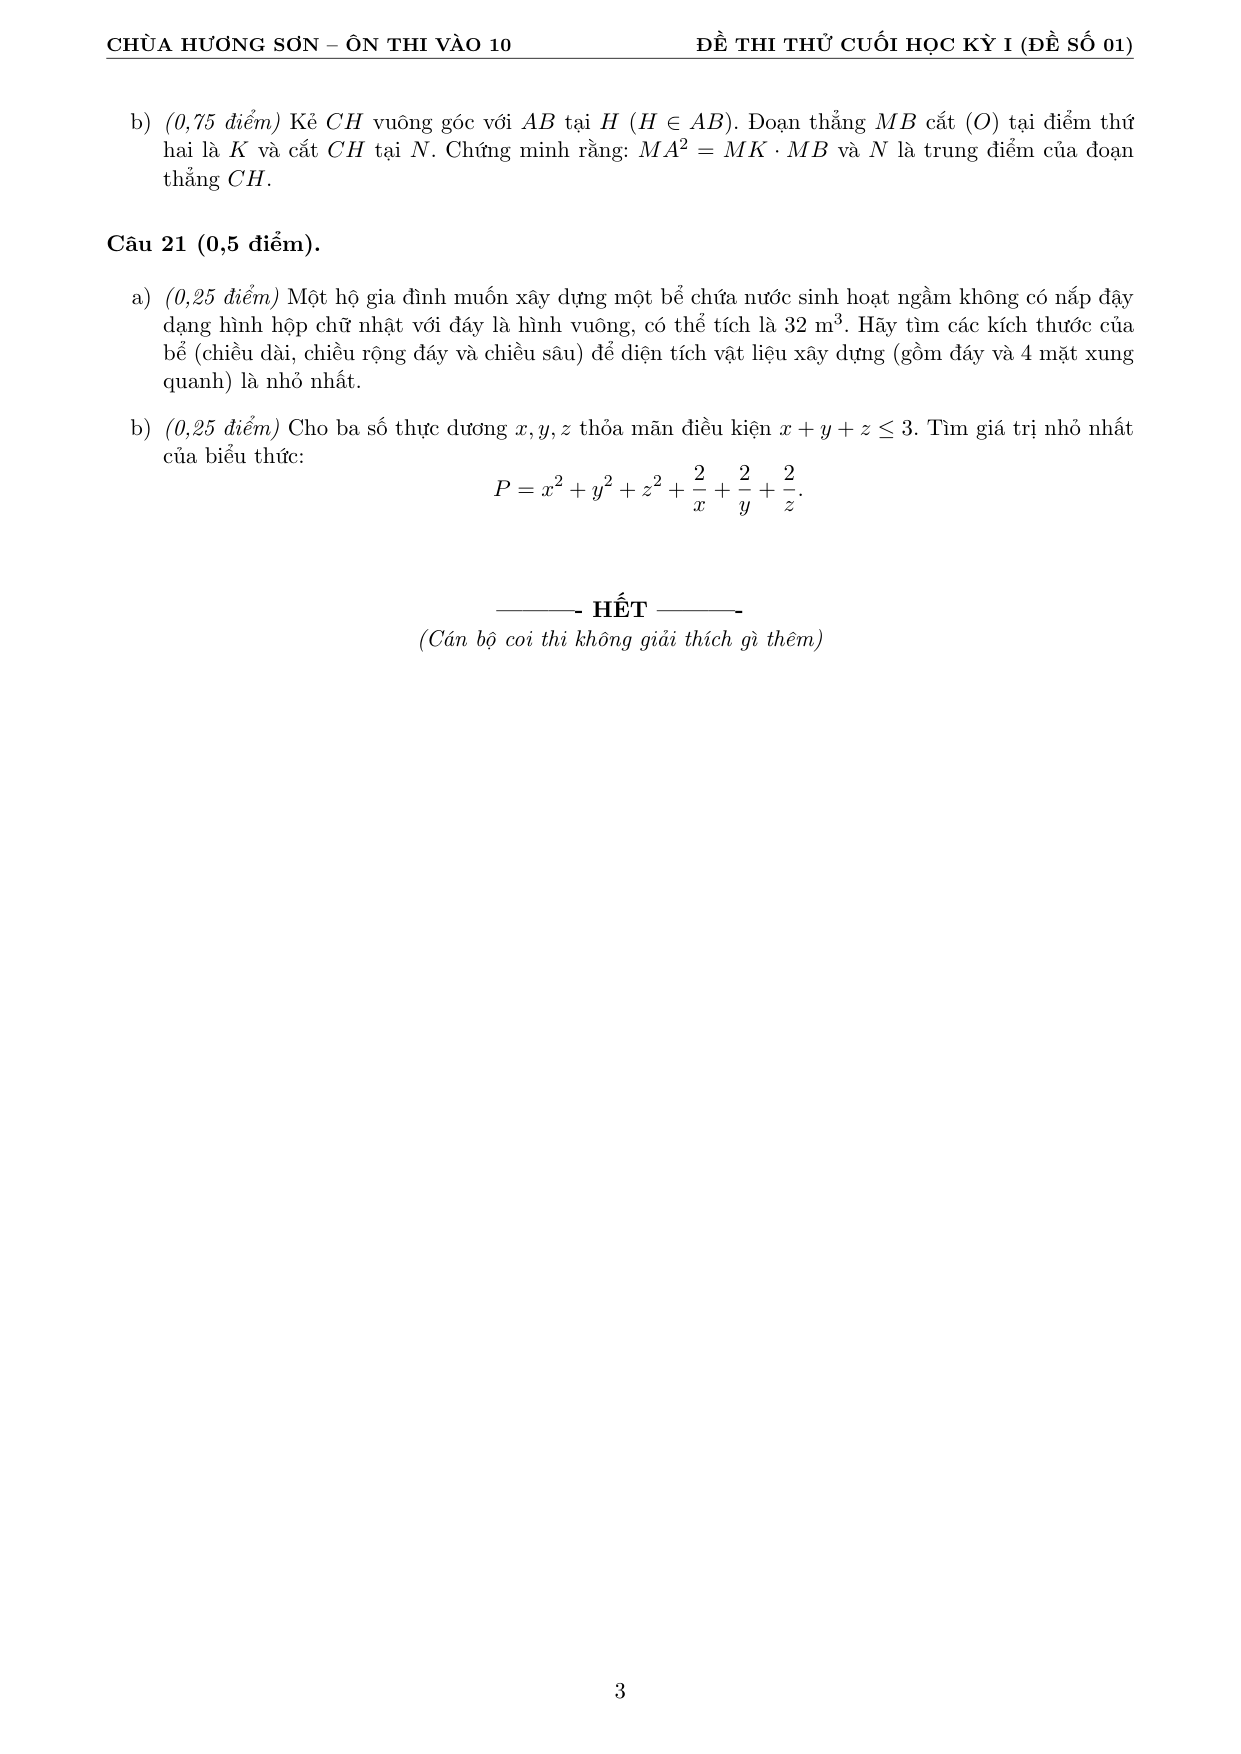 CHÙA HƯƠNG SƠN – ÔN THI VÀO 10 ĐỀ THI THỬ CUỐI HỌC KỲ I (ĐỀ SỐ 01)
b) (0,75 điểm) Kẻ CH vuông góc với AB tại H (H ∈ AB). Đoạn thẳng MB cắt (O) tại điểm thứ
hai là K và cắt CH tại N. Chứng minh rằng: MA² = MK · MB và N là trung điểm của đoạn
thẳng CH.
Câu 21 (0,5 điểm).
a) (0,25 điểm) Một hộ gia đình muốn xây dựng một bể chứa nước sinh hoạt ngầm không có nắp đậy
dạng hình hộp chữ nhật với đáy là hình vuông, có thể tích là 32 m³. Hãy tìm các kích thước của
bể (chiều dài, chiều rộng đáy và chiều sâu) để diện tích vật liệu xây dựng (gồm đáy và 4 mặt xung
quanh) là nhỏ nhất.
b) (0,25 điểm) Cho ba số thực dương x, y, z thỏa mãn điều kiện x + y + z ≤ 3. Tìm giá trị nhỏ nhất
của biểu thức:
P = x² + y² + z² + 2/x + 2/y + 2/z.
————- HẾT ————-
(Cán bộ coi thi không giải thích gì thêm)
3